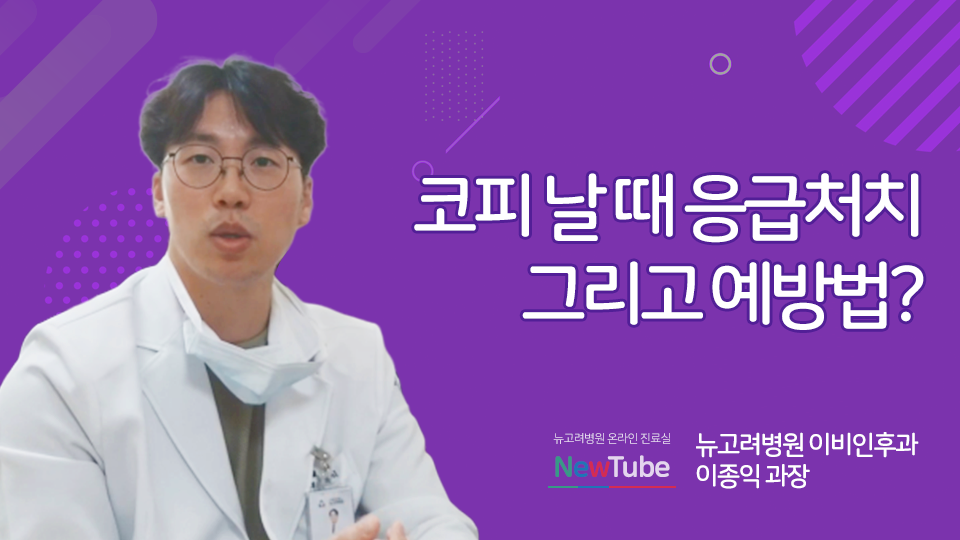 코피 날 때 응급처치
그리고 예방법?
뉴고려병원 온라인 진료실
NewTube
뉴고려병원 이비인후과
이종익 과장